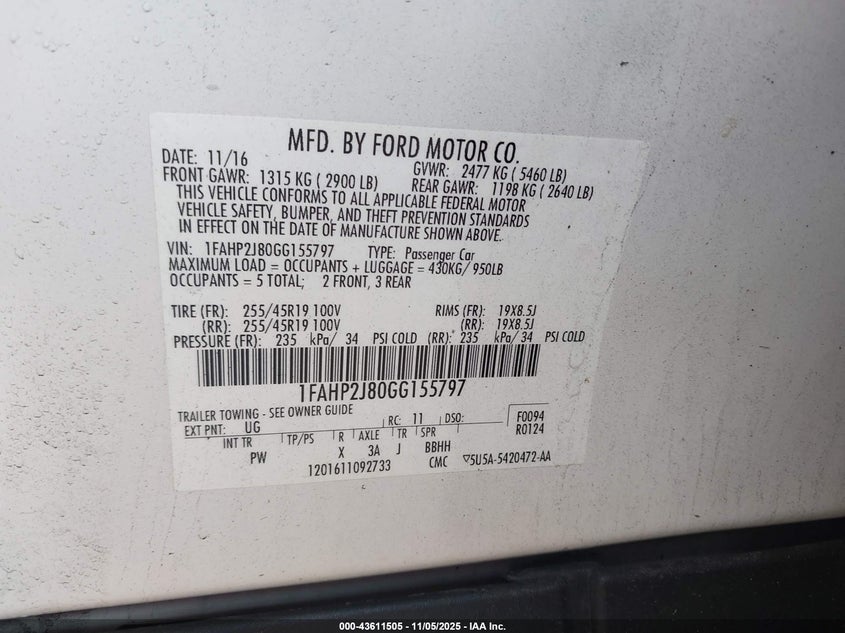 MFD. BY FORD MOTOR CO.
DATE: 11/16 GVWR: 2477 KG ( 5460 LB)
FRONT GAWR: 1315 KG ( 2900 LB) REAR GAWR: 1198 KG ( 2640 LB)
THIS VEHICLE CONFORMS TO ALL APPLICABLE FEDERAL MOTOR
VEHICLE SAFETY, BUMPER, AND THEFT PREVENTION STANDARDS
IN EFFECT ON THE DATE OF MANUFACTURE SHOWN ABOVE.
VIN: 1FAHP2J80GG155797 TYPE: Passenger Car
MAXIMUM LOAD = OCCUPANTS + LUGGAGE = 430KG/ 950LB
OCCUPANTS = 5 TOTAL; 2 FRONT, 3 REAR
TIRE (FR): 255/45R19 100V RIMS (FR): 19X8.5J
(RR): 255/45R19 100V (RR): 19X8.5J
PRESSURE (FR): 235 kPa/ 34 PSI COLD (RR): 235 kPa/ 34 PSI COLD
1FAHP2J80GG155797
TRAILER TOWING - SEE OWNER GUIDE
EXT PNT: UG RC: 11 DSO: F0094
R0124
INT TR TP/PS R AXLE TR SPR
PW X 3A J BBHH
1201611092733 CMC ▽5U5A-5420472-AA
000-43611505 - 11/05/2025 - IAA Inc.